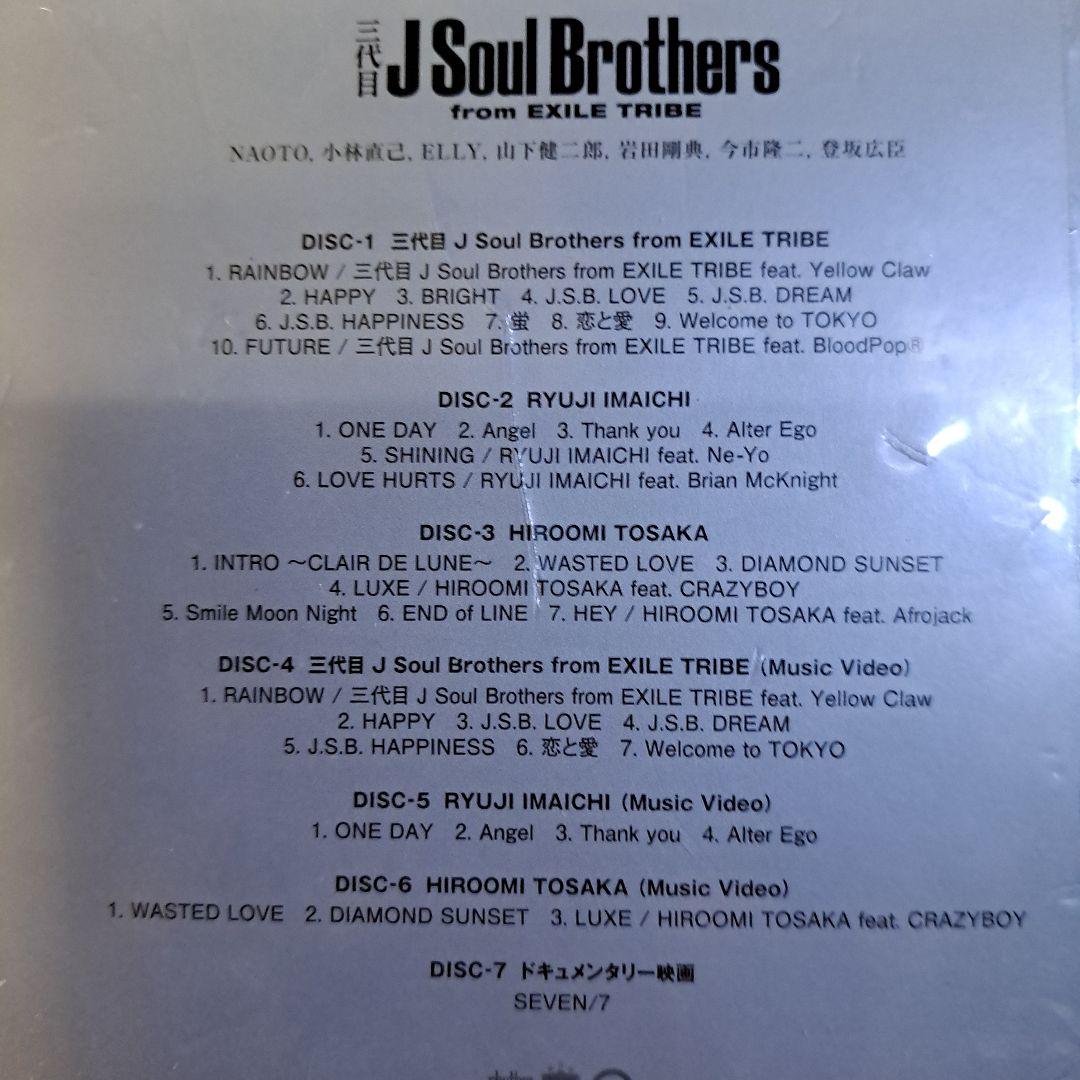 三代目 J Soul Brothers
from EXILE TRIBE
NAOTO, 小林直己, ELLY, 山下健二郎, 岩田剛典, 今市隆二, 登坂広臣
DISC-1 三代目 J Soul Brothers from EXILE TRIBE
1. RAINBOW / 三代目 J Soul Brothers from EXILE TRIBE feat. Yellow Claw
2. HAPPY 3. BRIGHT 4. J.S.B. LOVE 5. J.S.B. DREAM
6. J.S.B. HAPPINESS 7. 蛍 8. 恋と愛 9. Welcome to TOKYO
10. FUTURE / 三代目 J Soul Brothers from EXILE TRIBE feat. BloodPop®
DISC-2 RYUJI IMAICHI
1. ONE DAY 2. Angel 3. Thank you 4. Alter Ego
5. SHINING / RYUJI IMAICHI feat. Ne-Yo
6. LOVE HURTS / RYUJI IMAICHI feat. Brian McKnight
DISC-3 HIROOMI TOSAKA
1. INTRO ~CLAIR DE LUNE~ 2. WASTED LOVE 3. DIAMOND SUNSET
4. LUXE / HIROOMI TOSAKA feat. CRAZYBOY
5. Smile Moon Night 6. END of LINE 7. HEY / HIROOMI TOSAKA feat. Afrojack
DISC-4 三代目 J Soul Brothers from EXILE TRIBE (Music Video)
1. RAINBOW / 三代目 J Soul Brothers from EXILE TRIBE feat. Yellow Claw
2. HAPPY 3. J.S.B. LOVE 4. J.S.B. DREAM
5. J.S.B. HAPPINESS 6. 恋と愛 7. Welcome to TOKYO
DISC-5 RYUJI IMAICHI (Music Video)
1. ONE DAY 2. Angel 3. Thank you 4. Alter Ego
DISC-6 HIROOMI TOSAKA (Music Video)
1. WASTED LOVE 2. DIAMOND SUNSET 3. LUXE / HIROOMI TOSAKA feat. CRAZYBOY
DISC-7 ドキュメンタリー映画
SEVEN/7